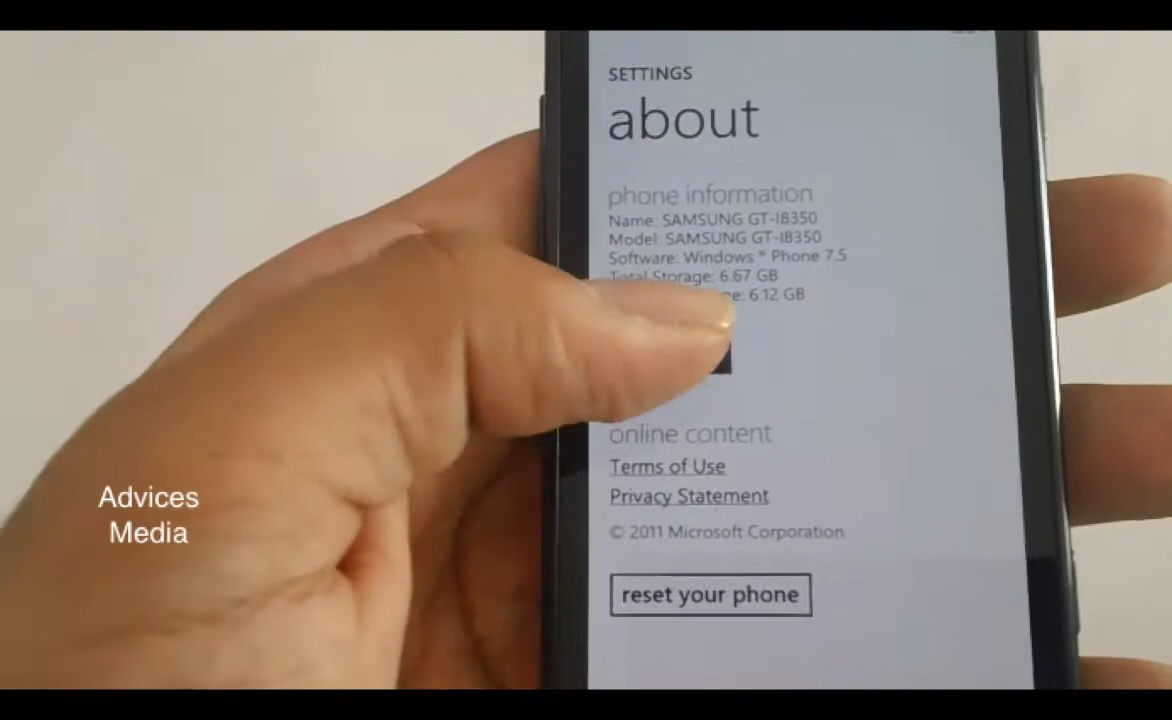 SETTINGS
about
phone information
Name: SAMSUNG GT-I8350
Model: SAMSUNG GT-I8350
Software: Windows ® Phone 7.5
Total Storage: 6.67 GB
6.12 GB
online content
Terms of Use
Privacy Statement
© 2011 Microsoft Corporation
reset your phone
Advices
Media